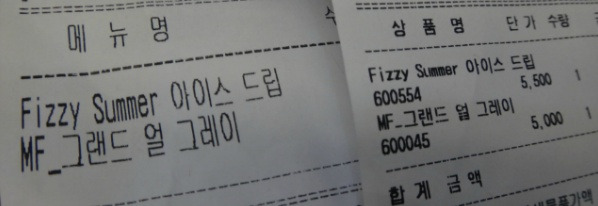 메 뉴 명
Fizzy Summer 아이스 드립
MF_그랜드 얼 그레이
상 품 명 단 가 수량
Fizzy Summer 아이스 드립
600554 5,500 1
MF_그랜드 얼 그레이
600045 5,000 1
합 계 금 액